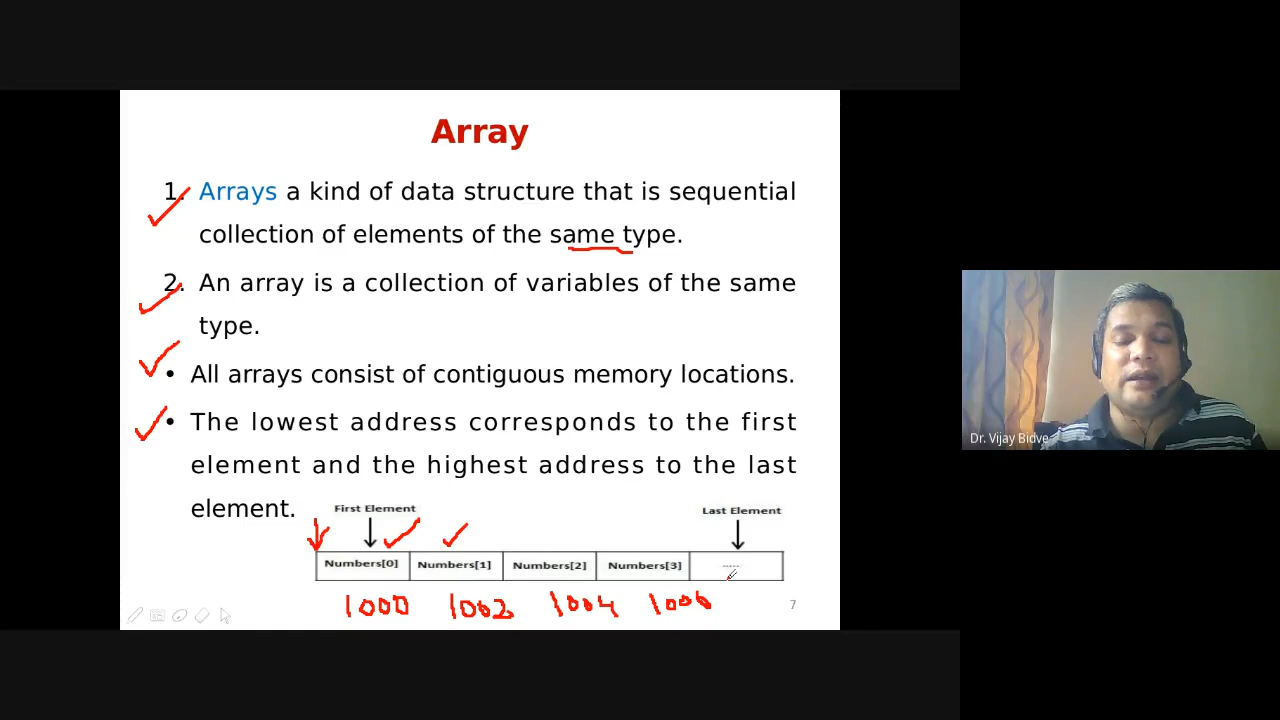 Array
1. Arrays a kind of data structure that is sequential
collection of elements of the same type.
2. An array is a collection of variables of the same
type.
• All arrays consist of contiguous memory locations.
• The lowest address corresponds to the first
element and the highest address to the last
element.
First Element
Last Element
Numbers[0] Numbers[1] Numbers[2] Numbers[3] .....
1000 1002 1004 1006
7
Dr. Vijay Bidve